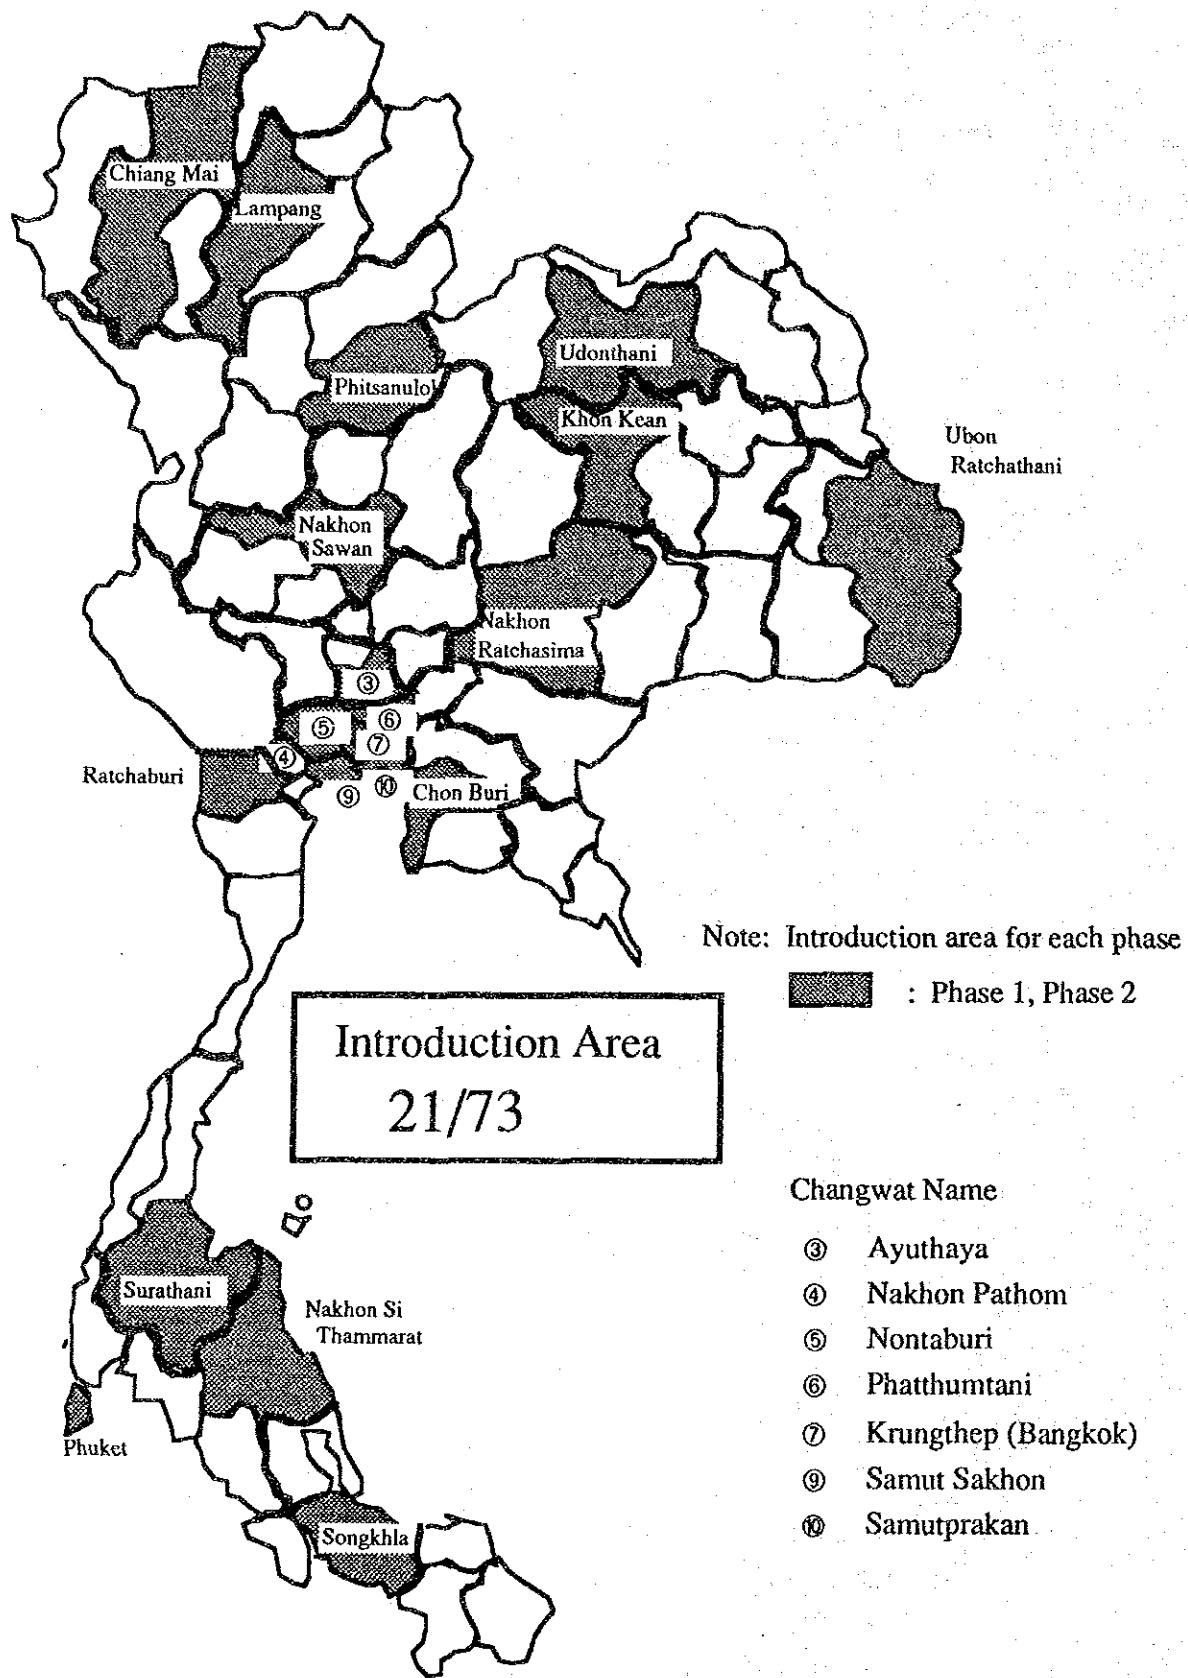 Chiang Mai
Lampang
Udonthani
Phitsanulok
Khon Kean
Ubon
Ratchathani
Nakhon
Sawan
Nakhon
Ratchasima
③
⑤
⑥
⑦
④
Ratchaburi
⑨
⑩
Chon Buri
Note: Introduction area for each phase
: Phase 1, Phase 2
Introduction Area
21/73
Changwat Name
③ Ayuthaya
④ Nakhon Pathom
⑤ Nontaburi
⑥ Phatthumtani
⑦ Krungthep (Bangkok)
⑨ Samut Sakhon
⑩ Samutprakan
Surathani
Nakhon Si
Thammarat
Phuket
Songkhla